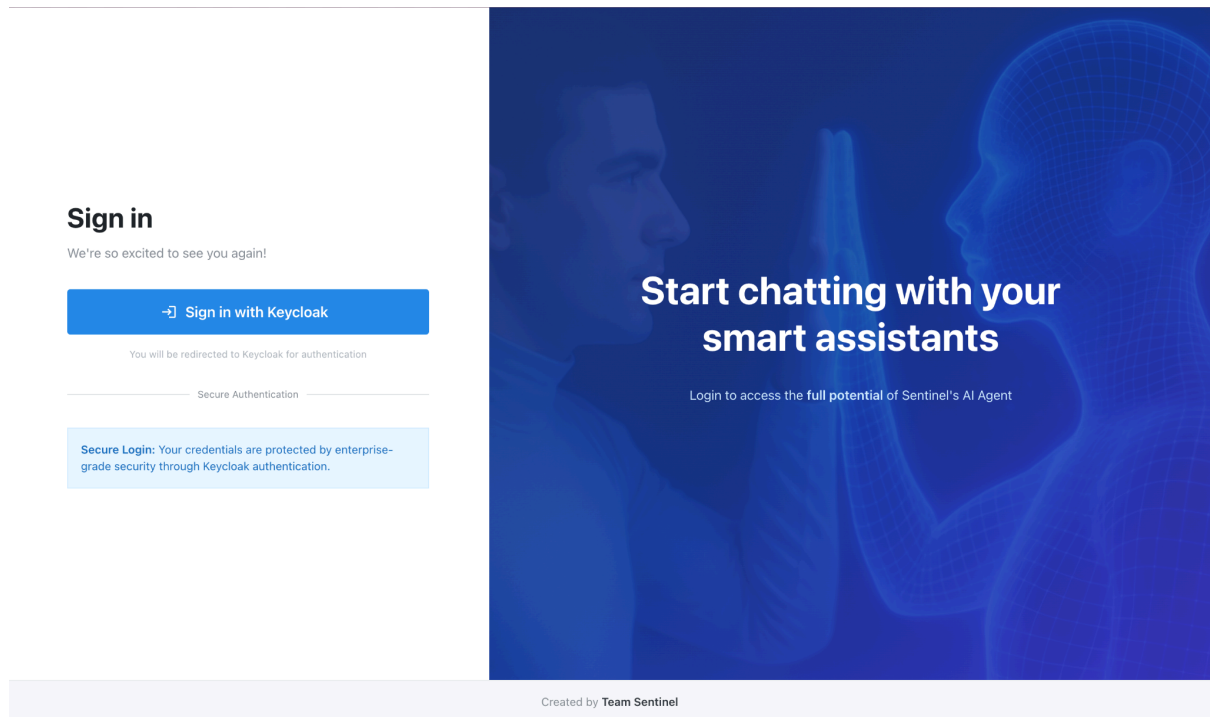 Sign in
We're so excited to see you again!
Sign in with Keycloak
You will be redirected to Keycloak for authentication
Secure Authentication
Secure Login: Your credentials are protected by enterprise-
grade security through Keycloak authentication.
Start chatting with your
smart assistants
Login to access the full potential of Sentinel's AI Agent
Created by Team Sentinel